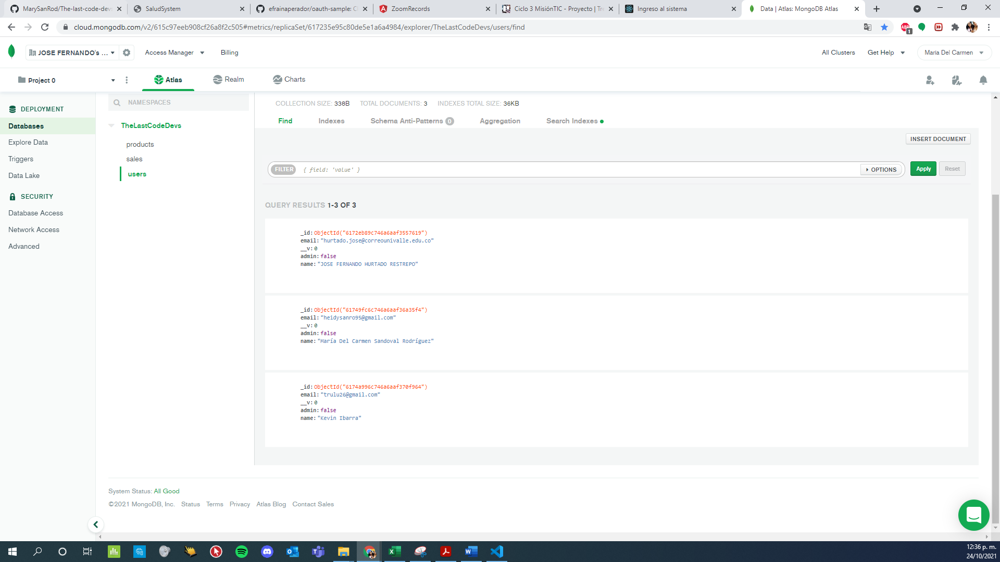 MarySanRod/The-last-code-dev
SaludSystem
efrainaperador/oauth-sample: C
ZoomRecords
Ciclo 3 MisiónTIC - Proyecto | Tr
Ingreso al sistema
Data | Atlas: MongoDB Atlas
cloud.mongodb.com/v2/615c97eeb908cf26a8f2c505#metrics/replicaSet/617235e95c80de5e1a6a4984/explorer/TheLastCodeDevs/users/find
ABP
1
JOSE FERNANDO's ...
Access Manager
Billing
All Clusters
Get Help
Maria Del Carmen
Project 0
Atlas
Realm
Charts
DEPLOYMENT
Databases
Explore Data
Triggers
Data Lake
SECURITY
Database Access
Network Access
Advanced
NAMESPACES
TheLastCodeDevs
products
sales
users
COLLECTION SIZE: 338B TOTAL DOCUMENTS: 3 INDEXES TOTAL SIZE: 36KB
Find
Indexes
Schema Anti-Patterns 0
Aggregation
Search Indexes
INSERT DOCUMENT
FILTER { field: 'value' }
OPTIONS
Apply
Reset
QUERY RESULTS 1-3 OF 3
_id: ObjectId("6172eb89c746a6aaf3557619")
email: "hurtado.jose@correounivalle.edu.co"
__v: 0
admin: false
name: "JOSE FERNANDO HURTADO RESTREPO"
_id: ObjectId("61749fc6c746a6aaf36a35f4")
email: "heidysanro95@gmail.com"
__v: 0
admin: false
name: "María Del Carmen Sandoval Rodríguez"
_id: ObjectId("6174a996c746a6aaf370f964")
email: "trulu26@gmail.com"
__v: 0
admin: false
name: "Kevin Ibarra"
System Status: All Good
©2021 MongoDB, Inc. Status Terms Privacy Atlas Blog Contact Sales
12:36 p. m.
24/10/2021